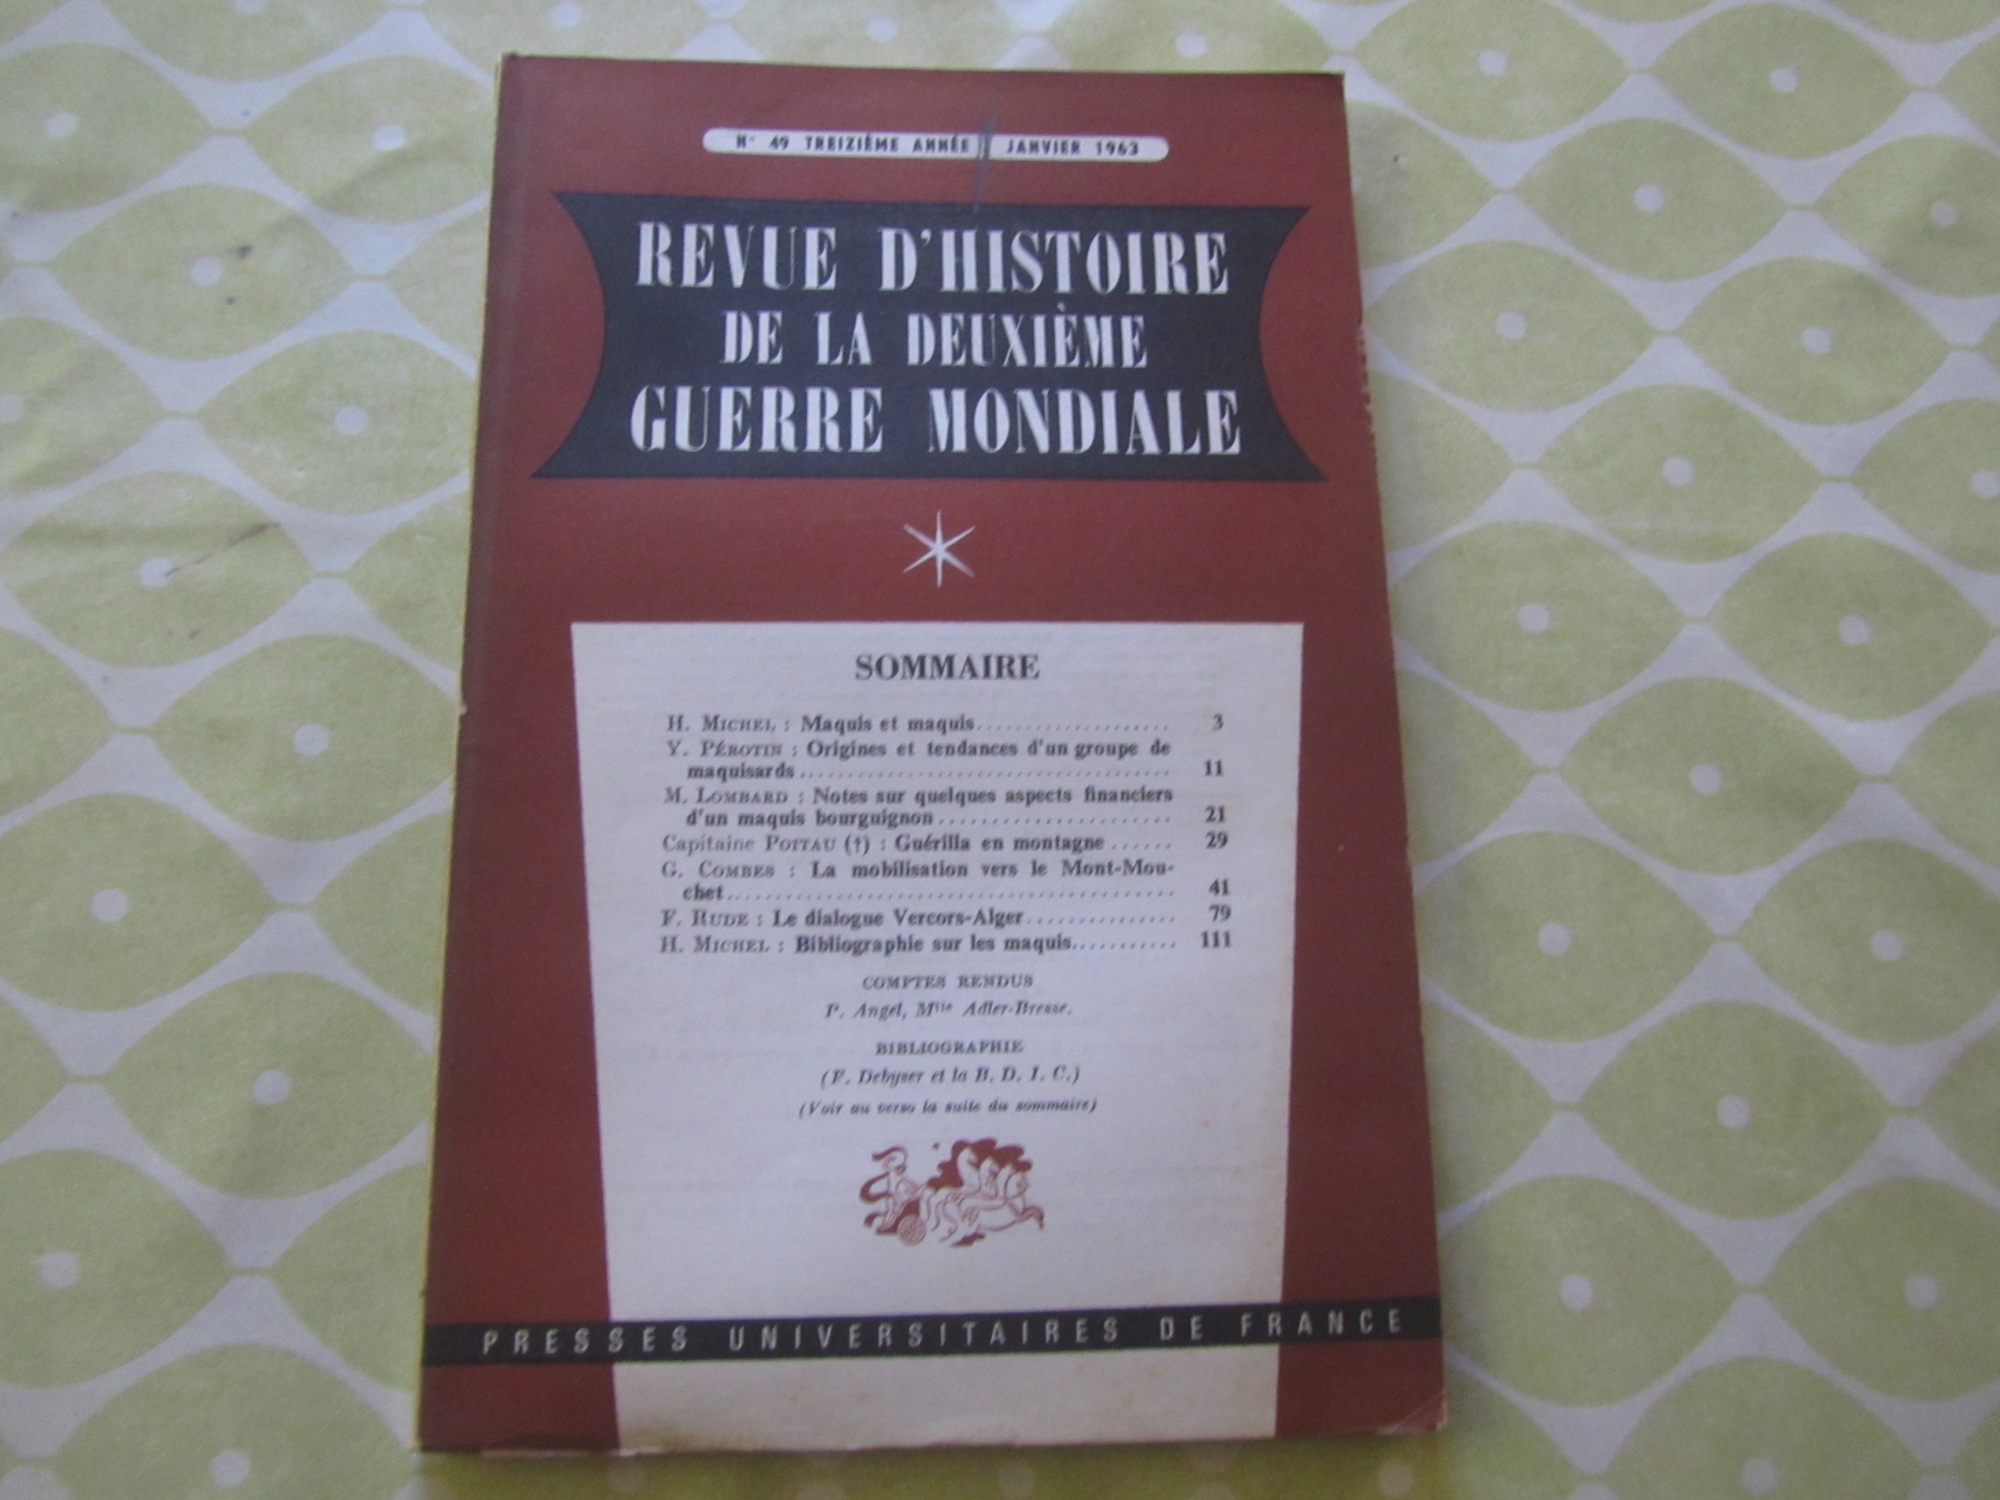 N° 49 TREIZIÈME ANNÉE JANVIER 1963
REVUE D'HISTOIRE
DE LA DEUXIÈME
GUERRE MONDIALE
SOMMAIRE
H. MICHEL : Maquis et maquis..................... 3
Y. PÉROTIN : Origines et tendances d'un groupe de
maquisards....................................... 11
M. LOMBARD : Notes sur quelques aspects financiers
d'un maquis bourguignon........................ 21
Capitaine POITAU (†) : Guérilla en montagne...... 29
G. COMBES : La mobilisation vers le Mont-Mou-
chet............................................. 41
F. RUDE : Le dialogue Vercors-Alger............... 79
H. MICHEL : Bibliographie sur les maquis........... 111
COMPTES RENDUS
P. Angel, Mlle Adler-Bresse.
BIBLIOGRAPHIE
(F. Debyser et la B. D. I. C.)
(Voir au verso la suite du sommaire)
PRESSES UNIVERSITAIRES DE FRANCE